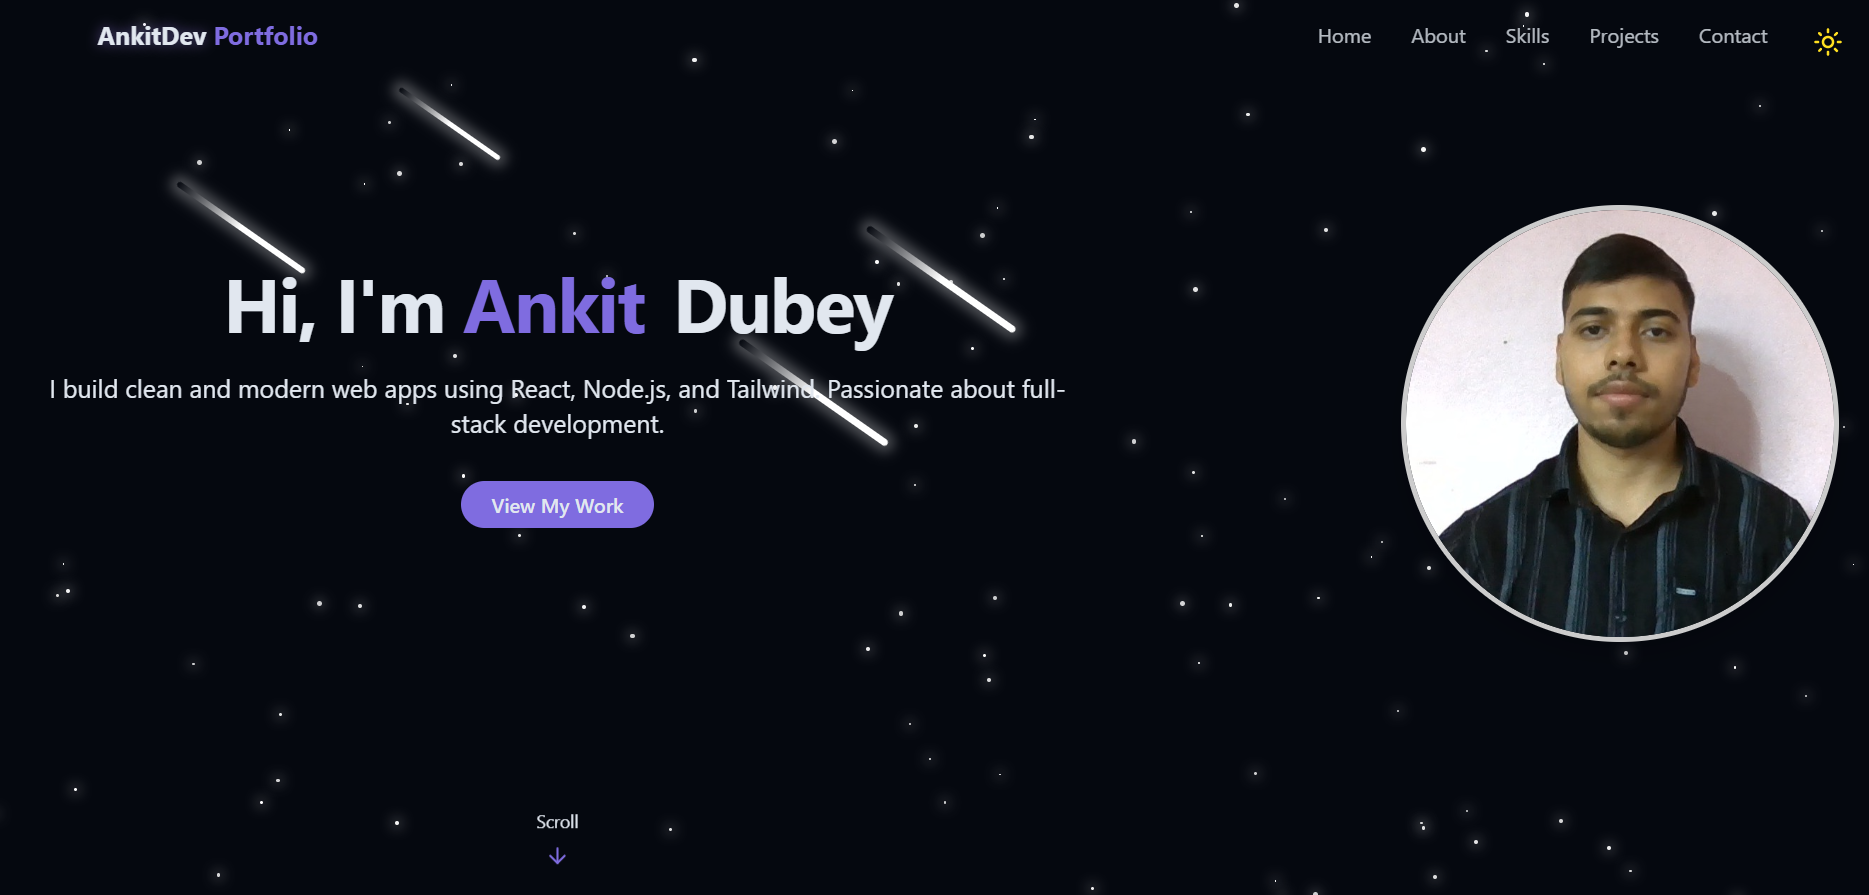 AnkitDev Portfolio
Home About Skills Projects Contact
Hi, I'm Ankit Dubey
I build clean and modern web apps using React, Node.js, and Tailwind. Passionate about full-
stack development.
View My Work
Scroll